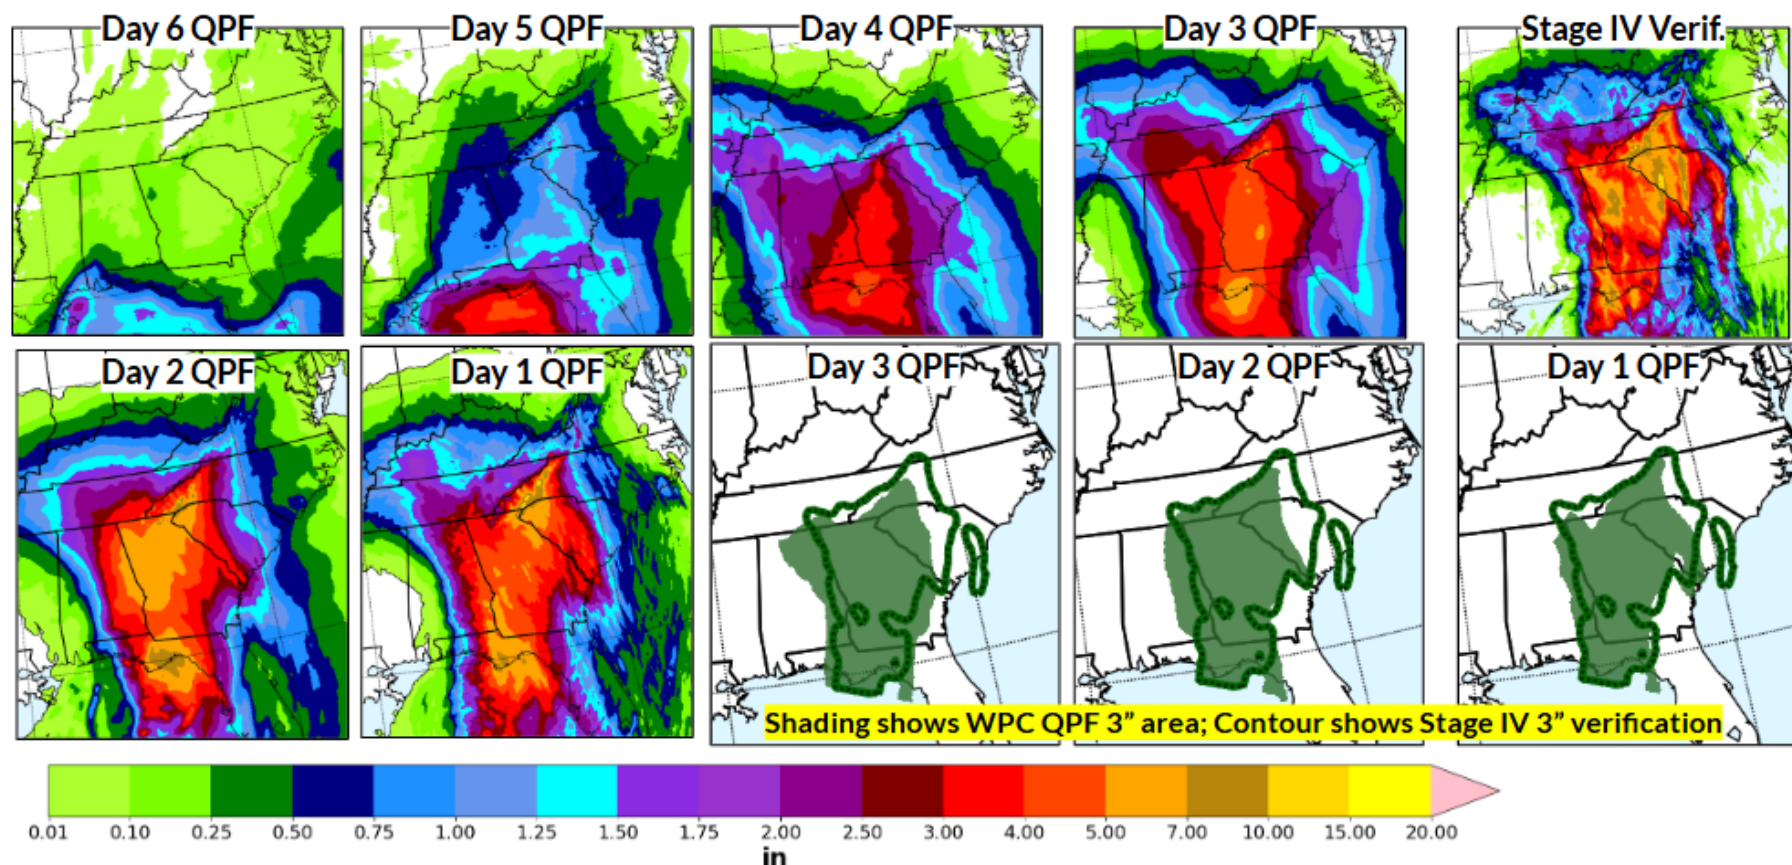 Day 6 QPF
Day 5 QPF
Day 4 QPF
Day 3 QPF
Stage IV Verif.
Day 2 QPF
Day 1 QPF
Day 3 QPF
Day 2 QPF
Day 1 QPF
Shading shows WPC QPF 3” area; Contour shows Stage IV 3” verification
0.01 0.10 0.25 0.50 0.75 1.00 1.25 1.50 1.75 2.00 2.50 3.00 4.00 5.00 7.00 10.00 15.00 20.00
in